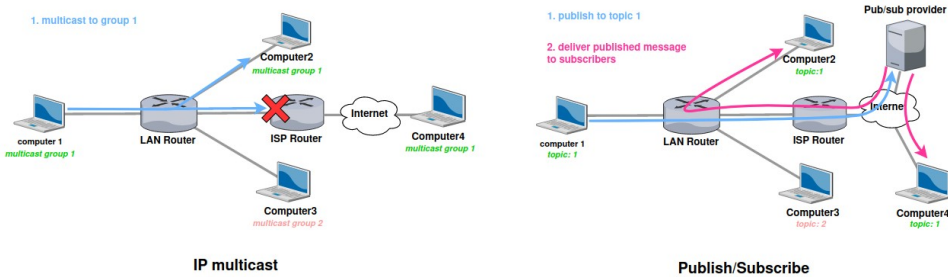 1. multicast to group 1
Computer2
multicast group 1
computer 1
multicast group 1
LAN Router
ISP Router
Internet
Computer4
multicast group 1
Computer3
multicast group 2
IP multicast
1. publish to topic 1
2. deliver published message
to subscribers
Pub/sub provider
Computer2
topic:1
computer 1
topic: 1
LAN Router
ISP Router
Internet
Computer3
topic: 2
Computer4
topic: 1
Publish/Subscribe